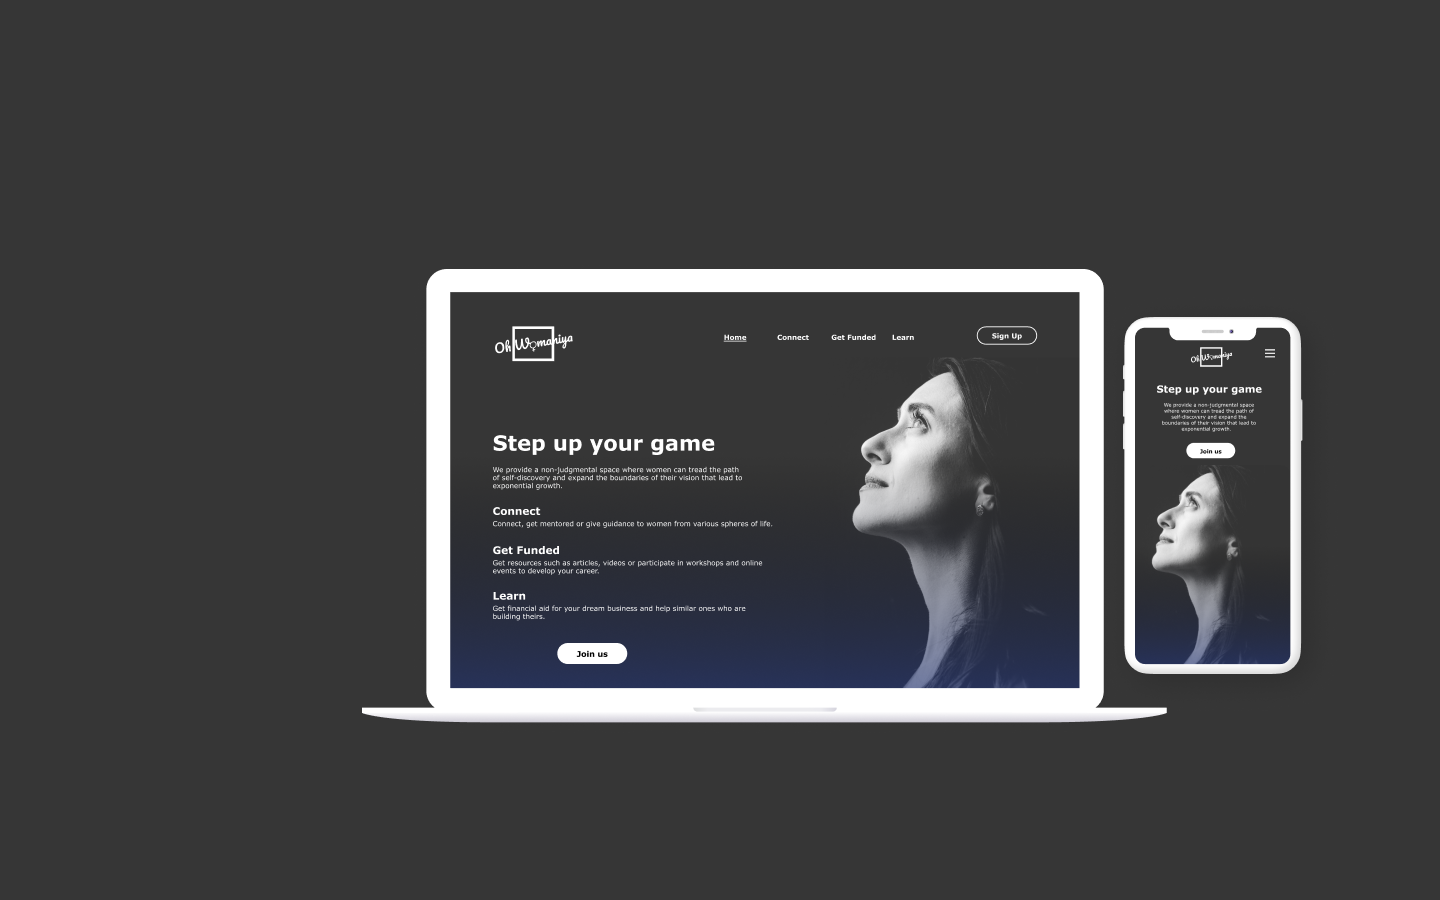 Oh Womaniya
Home Connect Get Funded Learn Sign Up
Step up your game
We provide a non-judgmental space where women can tread the path
of self-discovery and expand the boundaries of their vision that lead to
exponential growth.
Connect
Connect, get mentored or give guidance to women from various spheres of life.
Get Funded
Get resources such as articles, videos or participate in workshops and online
events to develop your career.
Learn
Get financial aid for your dream business and help similar ones who are
building theirs.
Join us
Oh Womaniya
Step up your game
We provide a non-judgmental space
where women can tread the path of
self-discovery and expand the
boundaries of their vision that lead to
exponential growth.
Join us